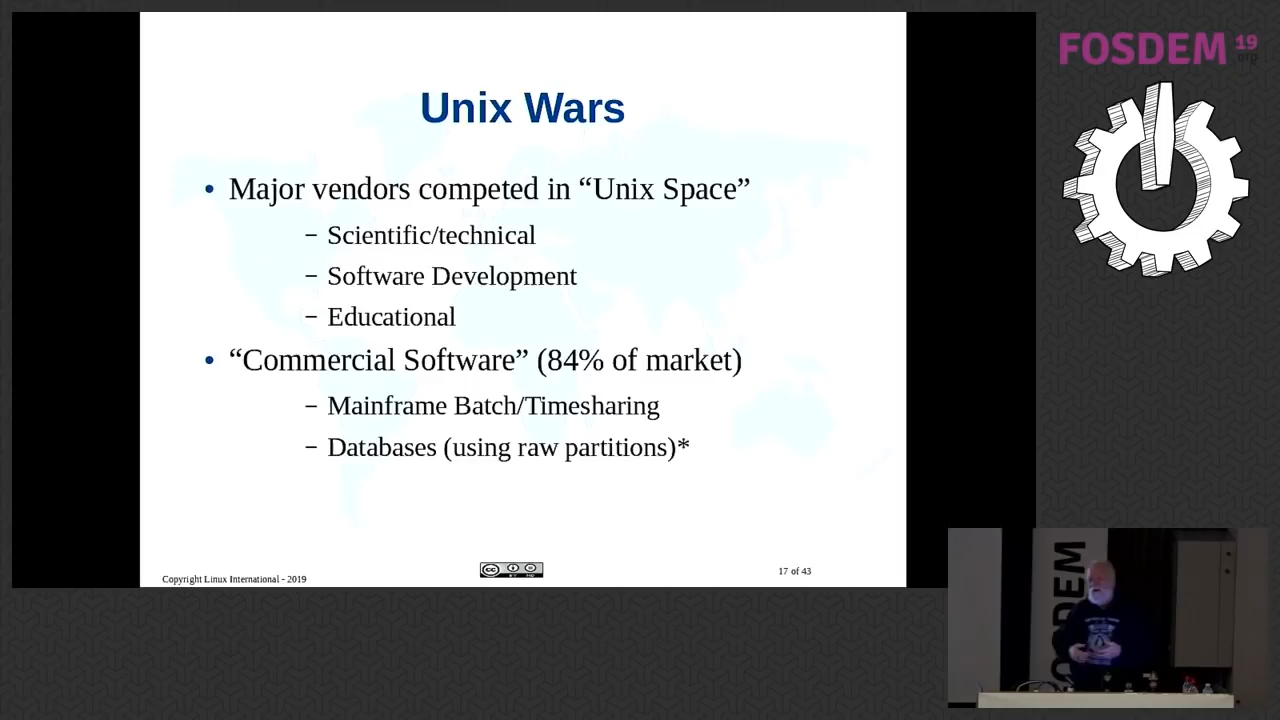 FOSDEM 19
.org
Unix Wars
• Major vendors competed in “Unix Space”
– Scientific/technical
– Software Development
– Educational
• “Commercial Software” (84% of market)
– Mainframe Batch/Timesharing
– Databases (using raw partitions)*
Copyright Linux International - 2019
17 of 43
FOSDEM